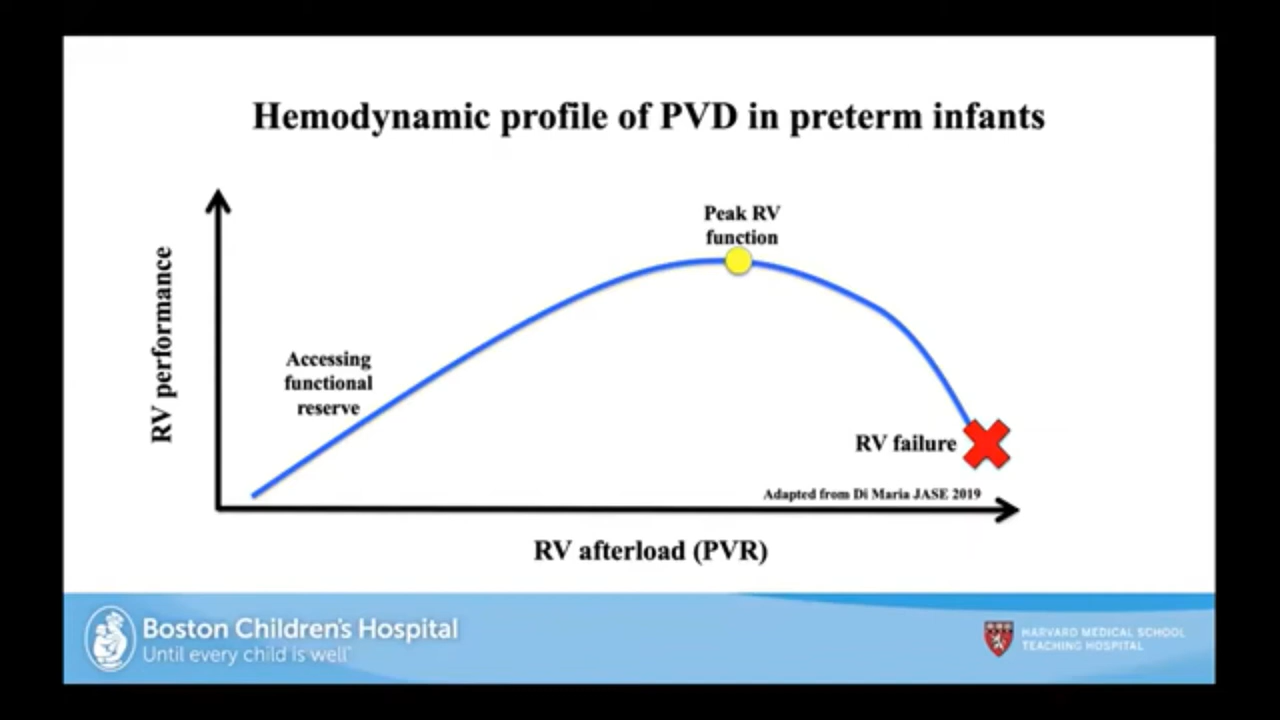 Hemodynamic profile of PVD in preterm infants
Peak RV
function
RV performance
Accessing
functional
reserve
RV failure
Adapted from Di Maria JASE 2019
RV afterload (PVR)
Boston Children's Hospital
Until every child is well™
HARVARD MEDICAL SCHOOL
TEACHING HOSPITAL